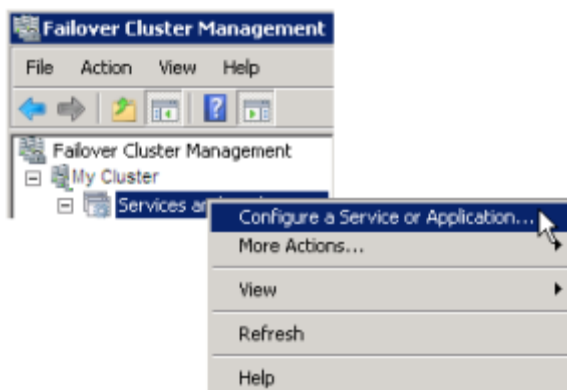 Failover Cluster Management
File Action View Help
Failover Cluster Management
My Cluster
Services
Configure a Service or Application...
More Actions...
View
Refresh
Help